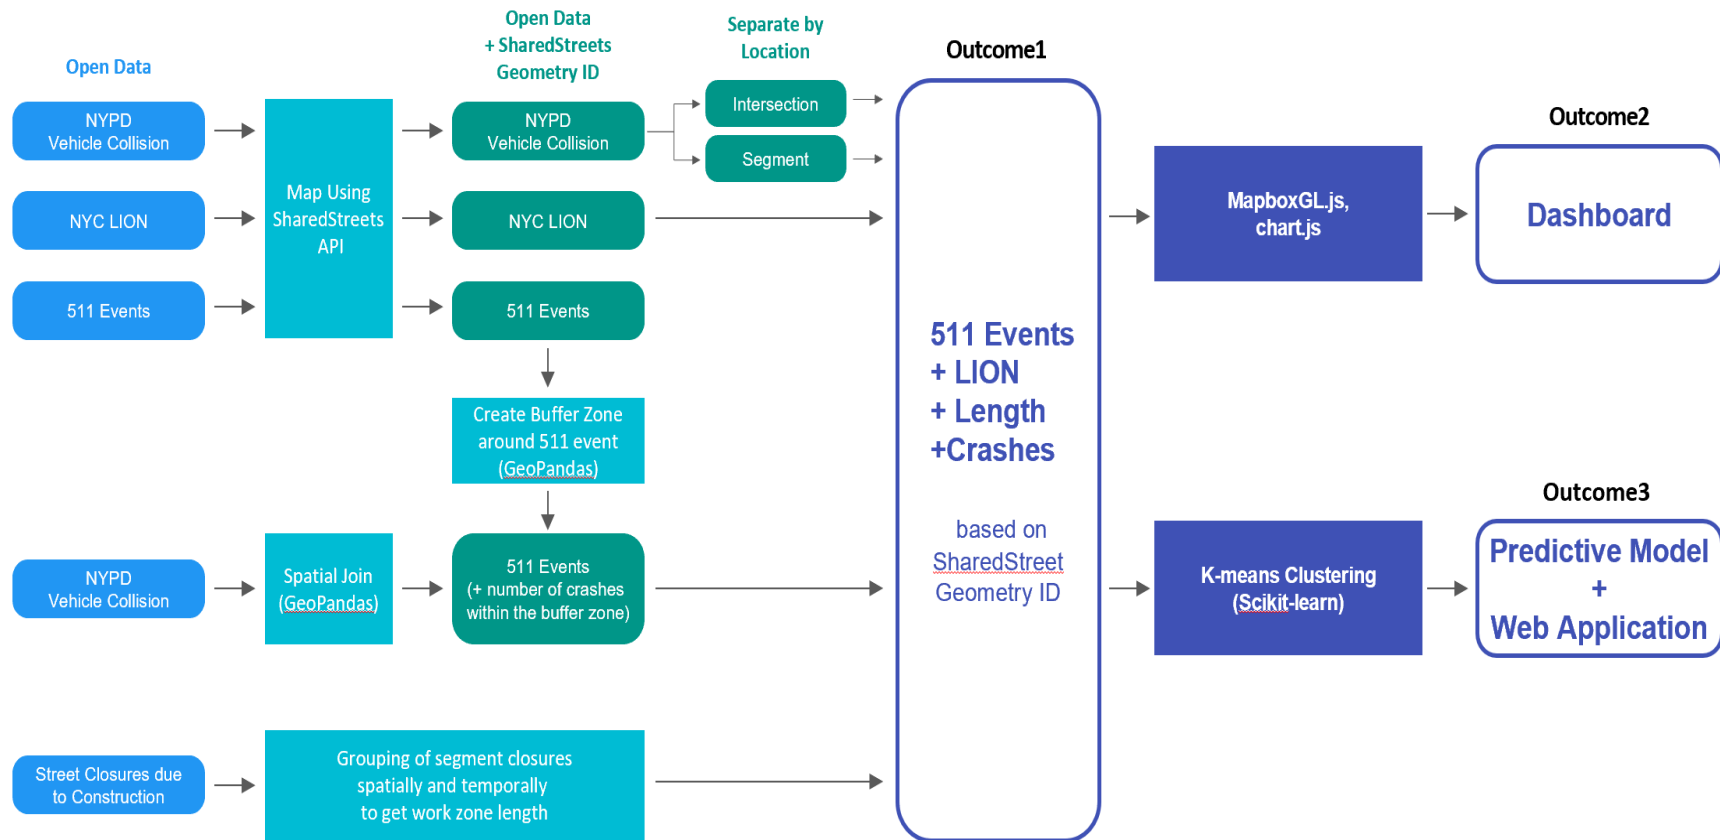 Open Data
Open Data
+ SharedStreets
Geometry ID
Separate by
Location
Outcome1
NYPD
Vehicle Collision
Map Using
SharedStreets
API
NYPD
Vehicle Collision
Intersection
Segment
NYC LION
NYC LION
511 Events
511 Events
Create Buffer Zone
around 511 event
(GeoPandas)
NYPD
Vehicle Collision
Spatial Join
(GeoPandas)
511 Events
(+ number of crashes
within the buffer zone)
Street Closures due
to Construction
Grouping of segment closures
spatially and temporally
to get work zone length
511 Events
+ LION
+ Length
+Crashes
based on
SharedStreet
Geometry ID
MapboxGL.js,
chart.js
Outcome2
Dashboard
K-means Clustering
(Scikit-learn)
Outcome3
Predictive Model
+
Web Application